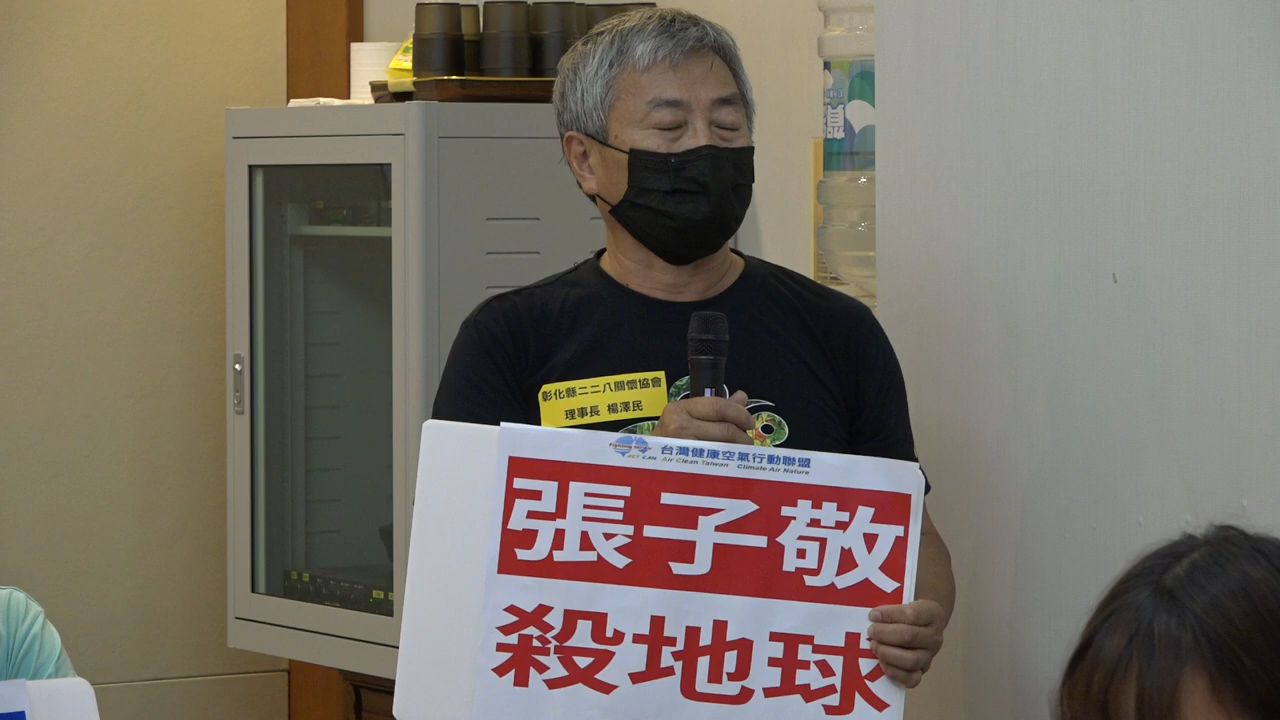 彰化縣二二八關懷協會
理事長 楊澤民
台灣健康空氣行動聯盟
Air Clean Taiwan Climate Air Nature
張子敬
殺地球